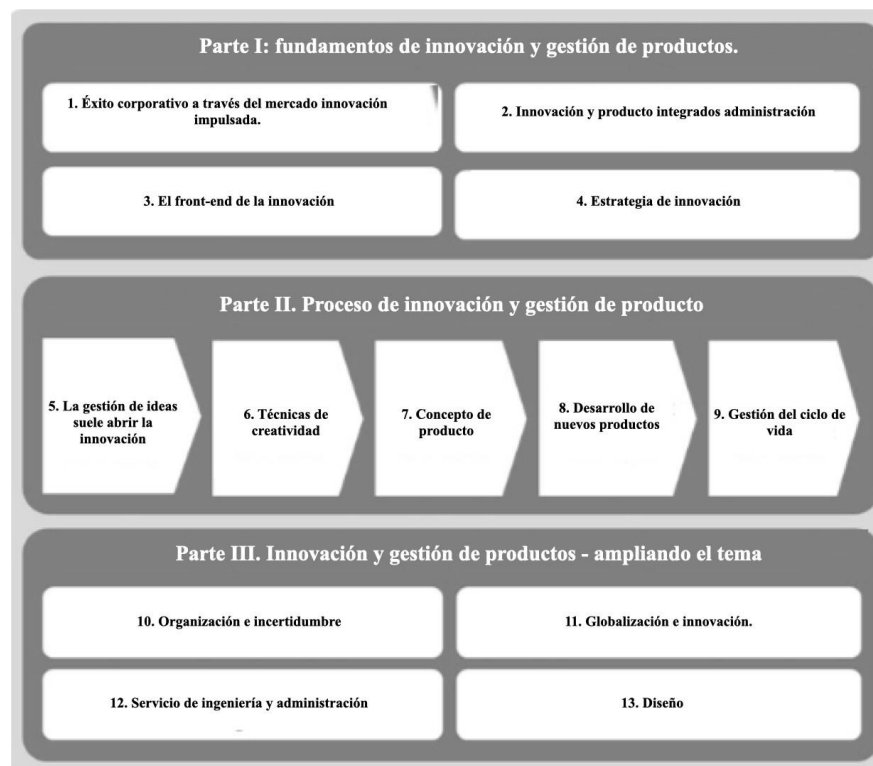 Parte I: fundamentos de innovación y gestión de productos.
1. Éxito corporativo a través del mercado innovación
impulsada.
2. Innovación y producto integrados administración
3. El front-end de la innovación
4. Estrategia de innovación
Parte II. Proceso de innovación y gestión de producto
5. La gestión de ideas
suele abrir la
innovación
6. Técnicas de
creatividad
7. Concepto de
producto
8. Desarrollo de
nuevos productos
9. Gestión del ciclo de
vida
Parte III. Innovación y gestión de productos - ampliando el tema
10. Organización e incertidumbre
11. Globalización e innovación.
12. Servicio de ingeniería y administración
13. Diseño